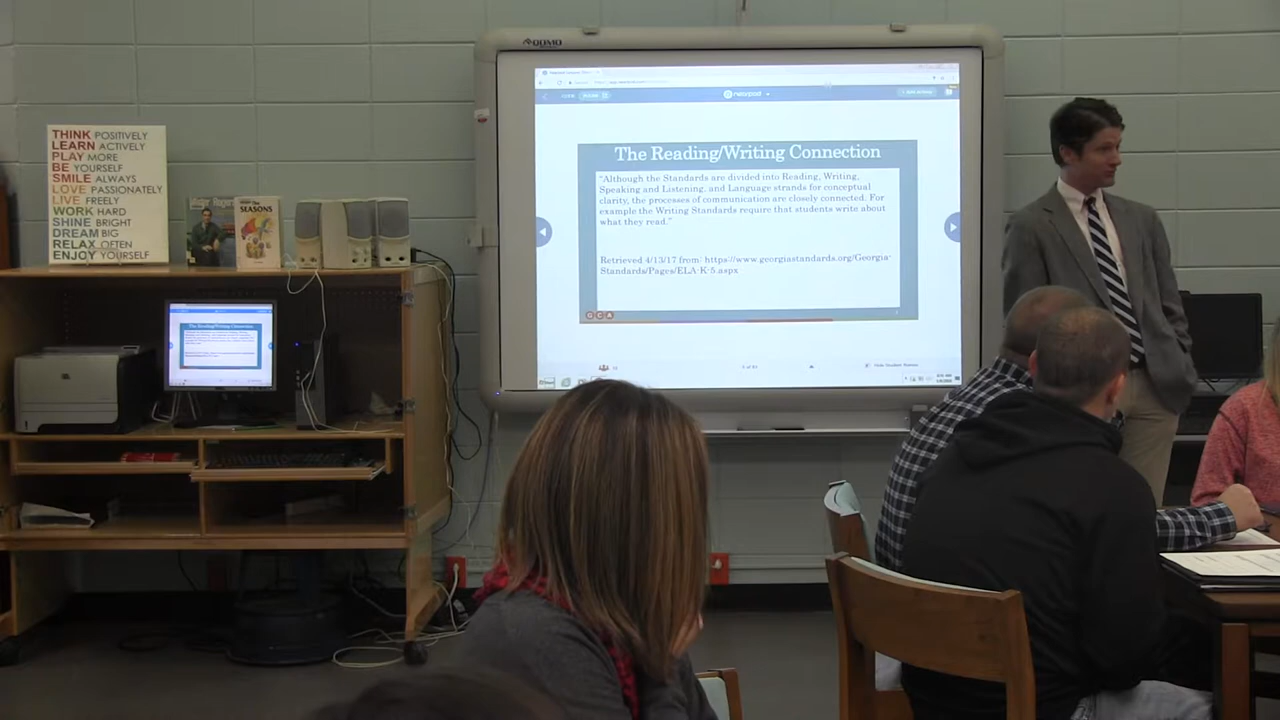 QOMO
nearpod
The Reading/Writing Connection
"Although the Standards are divided into Reading, Writing,
Speaking and Listening, and Language strands for conceptual
clarity, the processes of communication are closely connected. For
example the Writing Standards require that students write about
what they read."
Retrieved 4/13/17 from: https://www.georgiastandards.org/Georgia-
Standards/Pages/ELA-K-5.aspx
THINK POSITIVELY
LEARN ACTIVELY
PLAY MORE
BE YOURSELF
SMILE ALWAYS
LOVE PASSIONATELY
LIVE FREELY
WORK HARD
SHINE BRIGHT
DREAM BIG
RELAX OFTEN
ENJOY YOURSELF
SEASONS
The Reading/Writing Connection